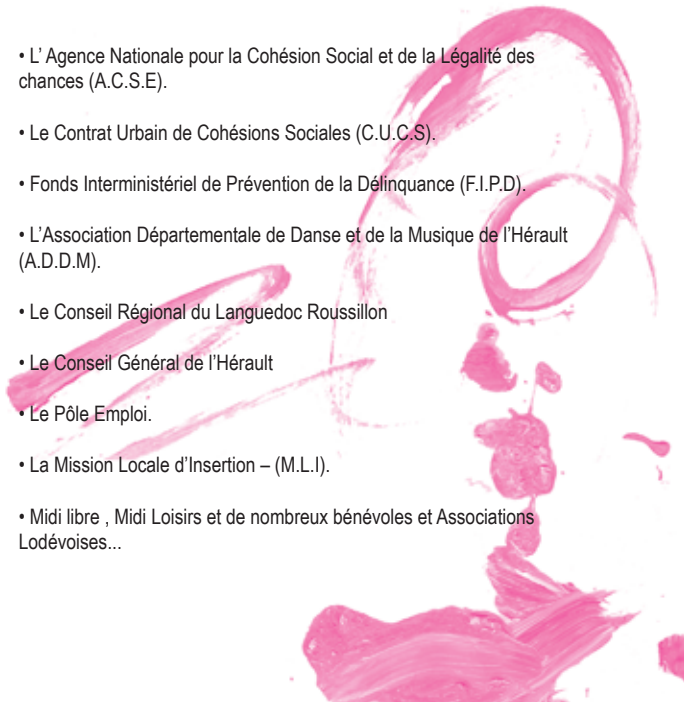 • L' Agence Nationale pour la Cohésion Social et de la Légalité des
chances (A.C.S.E).
• Le Contrat Urbain de Cohésions Sociales (C.U.C.S).
• Fonds Interministériel de Prévention de la Délinquance (F.I.P.D).
• L'Association Départementale de Danse et de la Musique de l'Hérault
(A.D.D.M).
• Le Conseil Régional du Languedoc Roussillon
• Le Conseil Général de l'Hérault
• Le Pôle Emploi.
• La Mission Locale d'Insertion – (M.L.I).
• Midi libre , Midi Loisirs et de nombreux bénévoles et Associations
Lodévoises...